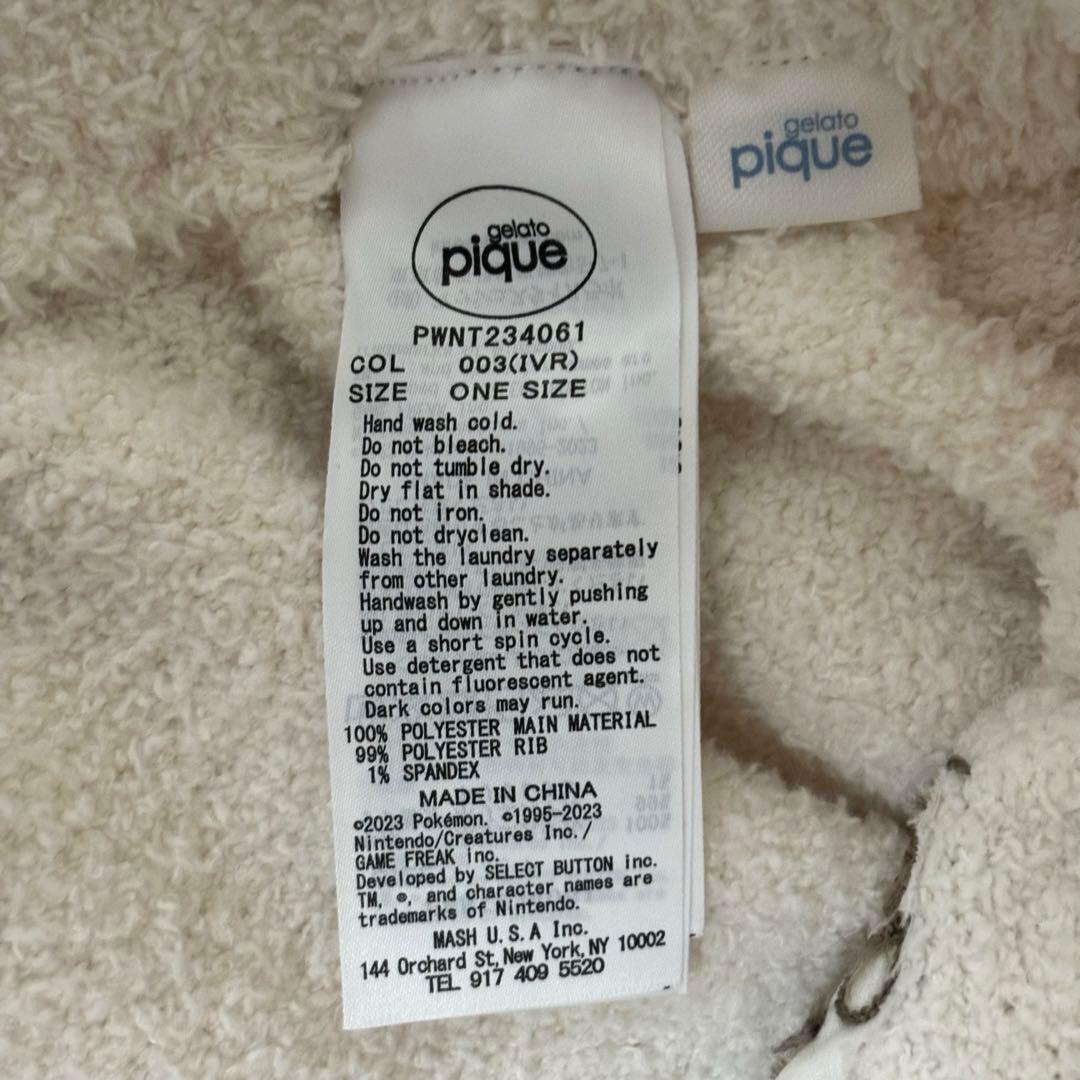 gelato
pique
gelato
pique
PWNT234061
COL 003(IVR)
SIZE ONE SIZE
Hand wash cold.
Do not bleach.
Do not tumble dry.
Dry flat in shade.
Do not iron.
Do not dryclean.
Wash the laundry separately
from other laundry.
Handwash by gently pushing
up and down in water.
Use a short spin cycle.
Use detergent that does not
contain fluorescent agent.
Dark colors may run.
100% POLYESTER MAIN MATERIAL
99% POLYESTER RIB
1% SPANDEX
MADE IN CHINA
©2023 Pokémon. ©1995-2023
Nintendo/Creatures Inc./
GAME FREAK inc.
Developed by SELECT BUTTON inc.
TM, ®, and character names are
trademarks of Nintendo.
MASH U.S.A Inc.
144 Orchard St, New York, NY 10002
TEL 917 409 5520